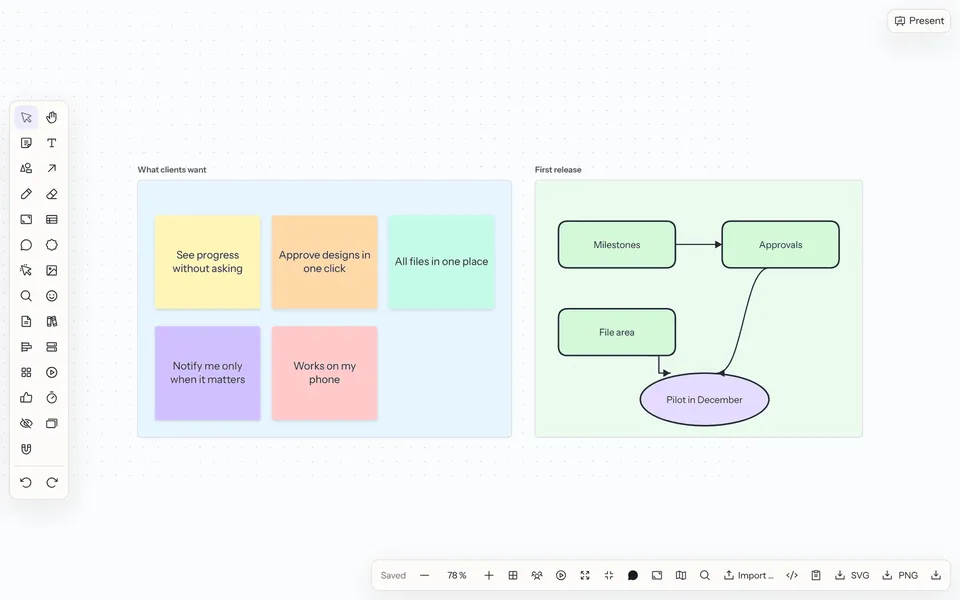 Present
What clients want
First release
See progress
without asking
Approve designs in
one click
All files in one place
Notify me only
when it matters
Works on my
phone
Milestones
Approvals
File area
Pilot in December
Saved
78 %
Import ...
SVG
PNG